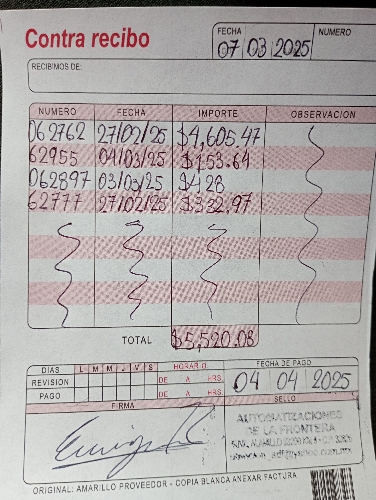 Contra recibo
FECHA
NUMERO
07 03 2025
RECIBIMOS DE:
NUMERO FECHA IMPORTE OBSERVACION
062762 27/02/25 $4,605.47
62955 04/03/25 $153.64
062897 03/03/25 $428
62777 27/02/25 $332.97
TOTAL $5,520.08
DIAS L M M J V S HORARIO FECHA DE PAGO
REVISION DE A HRS. 04 04 2025
PAGO DE A HRS.
FIRMA SELLO
AUTOMATIZACIONES
DE LA FRONTERA
ORIGINAL: AMARILLO PROVEEDOR - COPIA BLANCA ANEXAR FACTURA